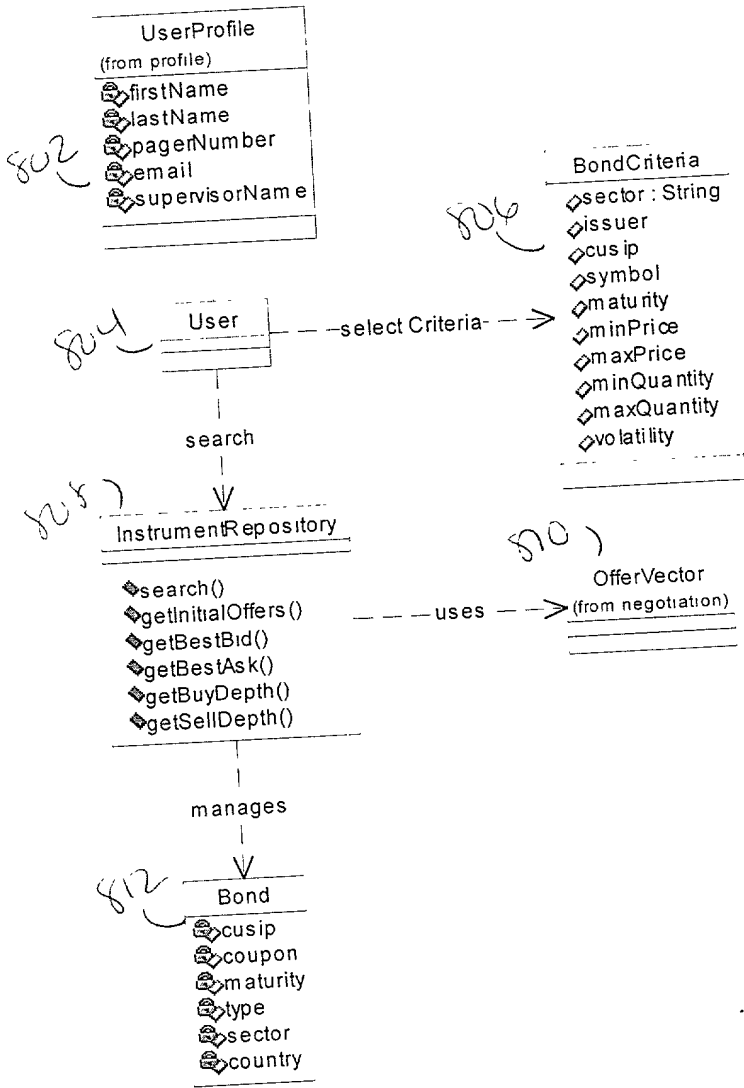 UserProfile
(from profile)
firstName
lastName
pagerNumber
email
supervisorName
802
BondCriteria
sector : String
issuer
cusip
symbol
maturity
minPrice
maxPrice
minQuantity
maxQuantity
volatility
806
User
804
select Criteria
search
808
InstrumentRepository
search()
getInitialOffers()
getBestBid()
getBestAsk()
getBuyDepth()
getSellDepth()
uses
810
OfferVector
(from negotiation)
manages
812
Bond
cusip
coupon
maturity
type
sector
country